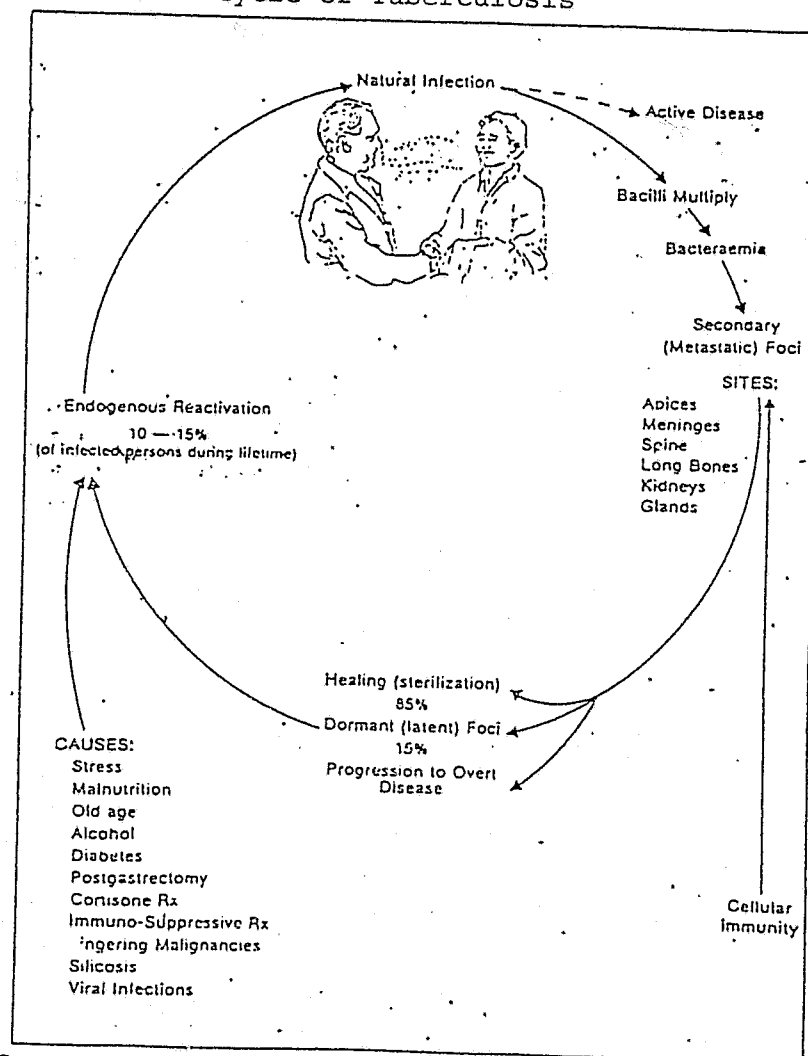 of Tuberculosis
Natural Infection
Active Disease
Bacilli Multiply
Bacteraemia
Secondary
(Metastatic) Foci
SITES:
Apices
Meninges
Spine
Long Bones
Kidneys
Glands
Endogenous Reactivation
10 — 15%
(of infected persons during lifetime)
Healing (sterilization)
85%
Dormant (latent) Foci
15%
Progression to Overt
Disease
CAUSES:
Stress
Malnutrition
Old age
Alcohol
Diabetes
Postgastrectomy
Cortisone Rx
Immuno-Suppressive Rx
ingering Malignancies
Silicosis
Viral Infections
Cellular
Immunity